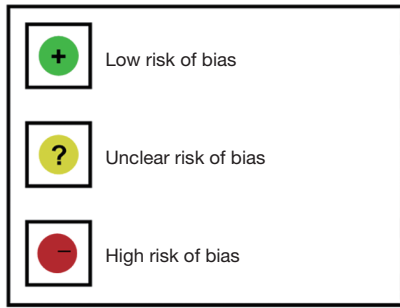 + Low risk of bias
? Unclear risk of bias
– High risk of bias